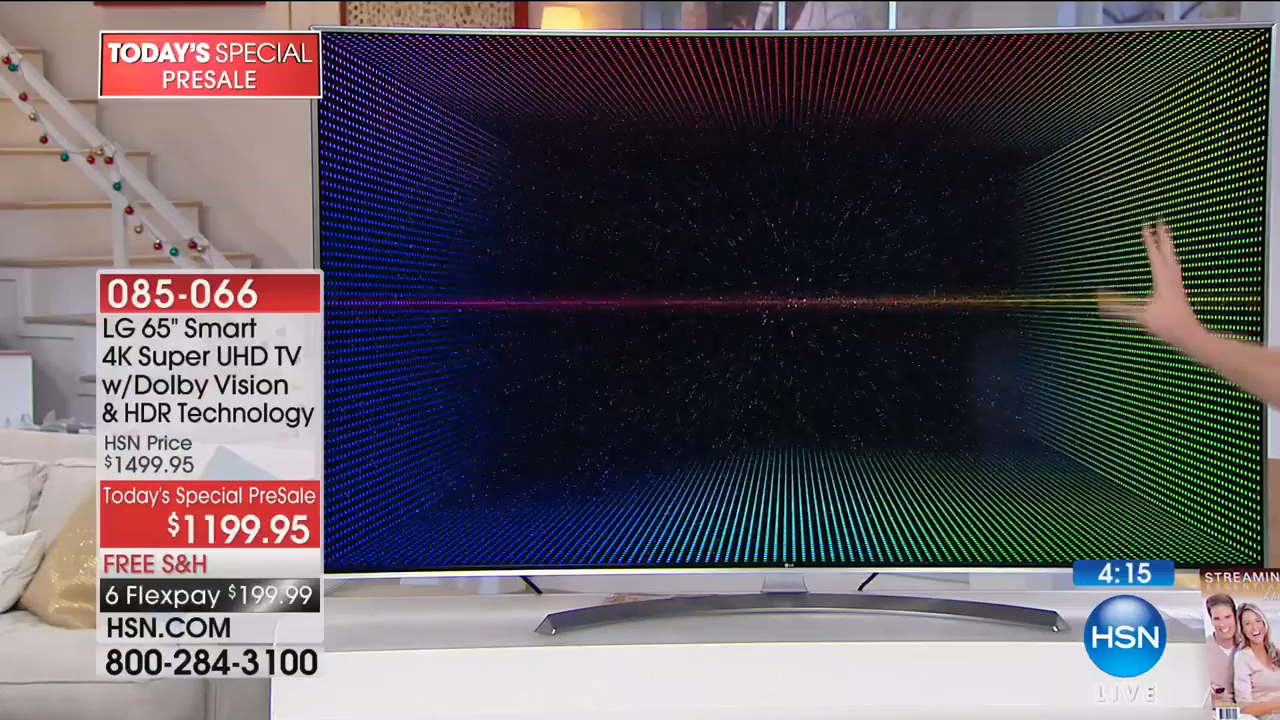 TODAY'S SPECIAL
PRESALE
085-066
LG 65" Smart
4K Super UHD TV
w/Dolby Vision
& HDR Technology
HSN Price
$1499.95
Today's Special PreSale
$1199.95
FREE S&H
6 Flexpay $199.99
HSN.COM
800-284-3100
LG
4:15
HSN
LIVE
STREAMIN